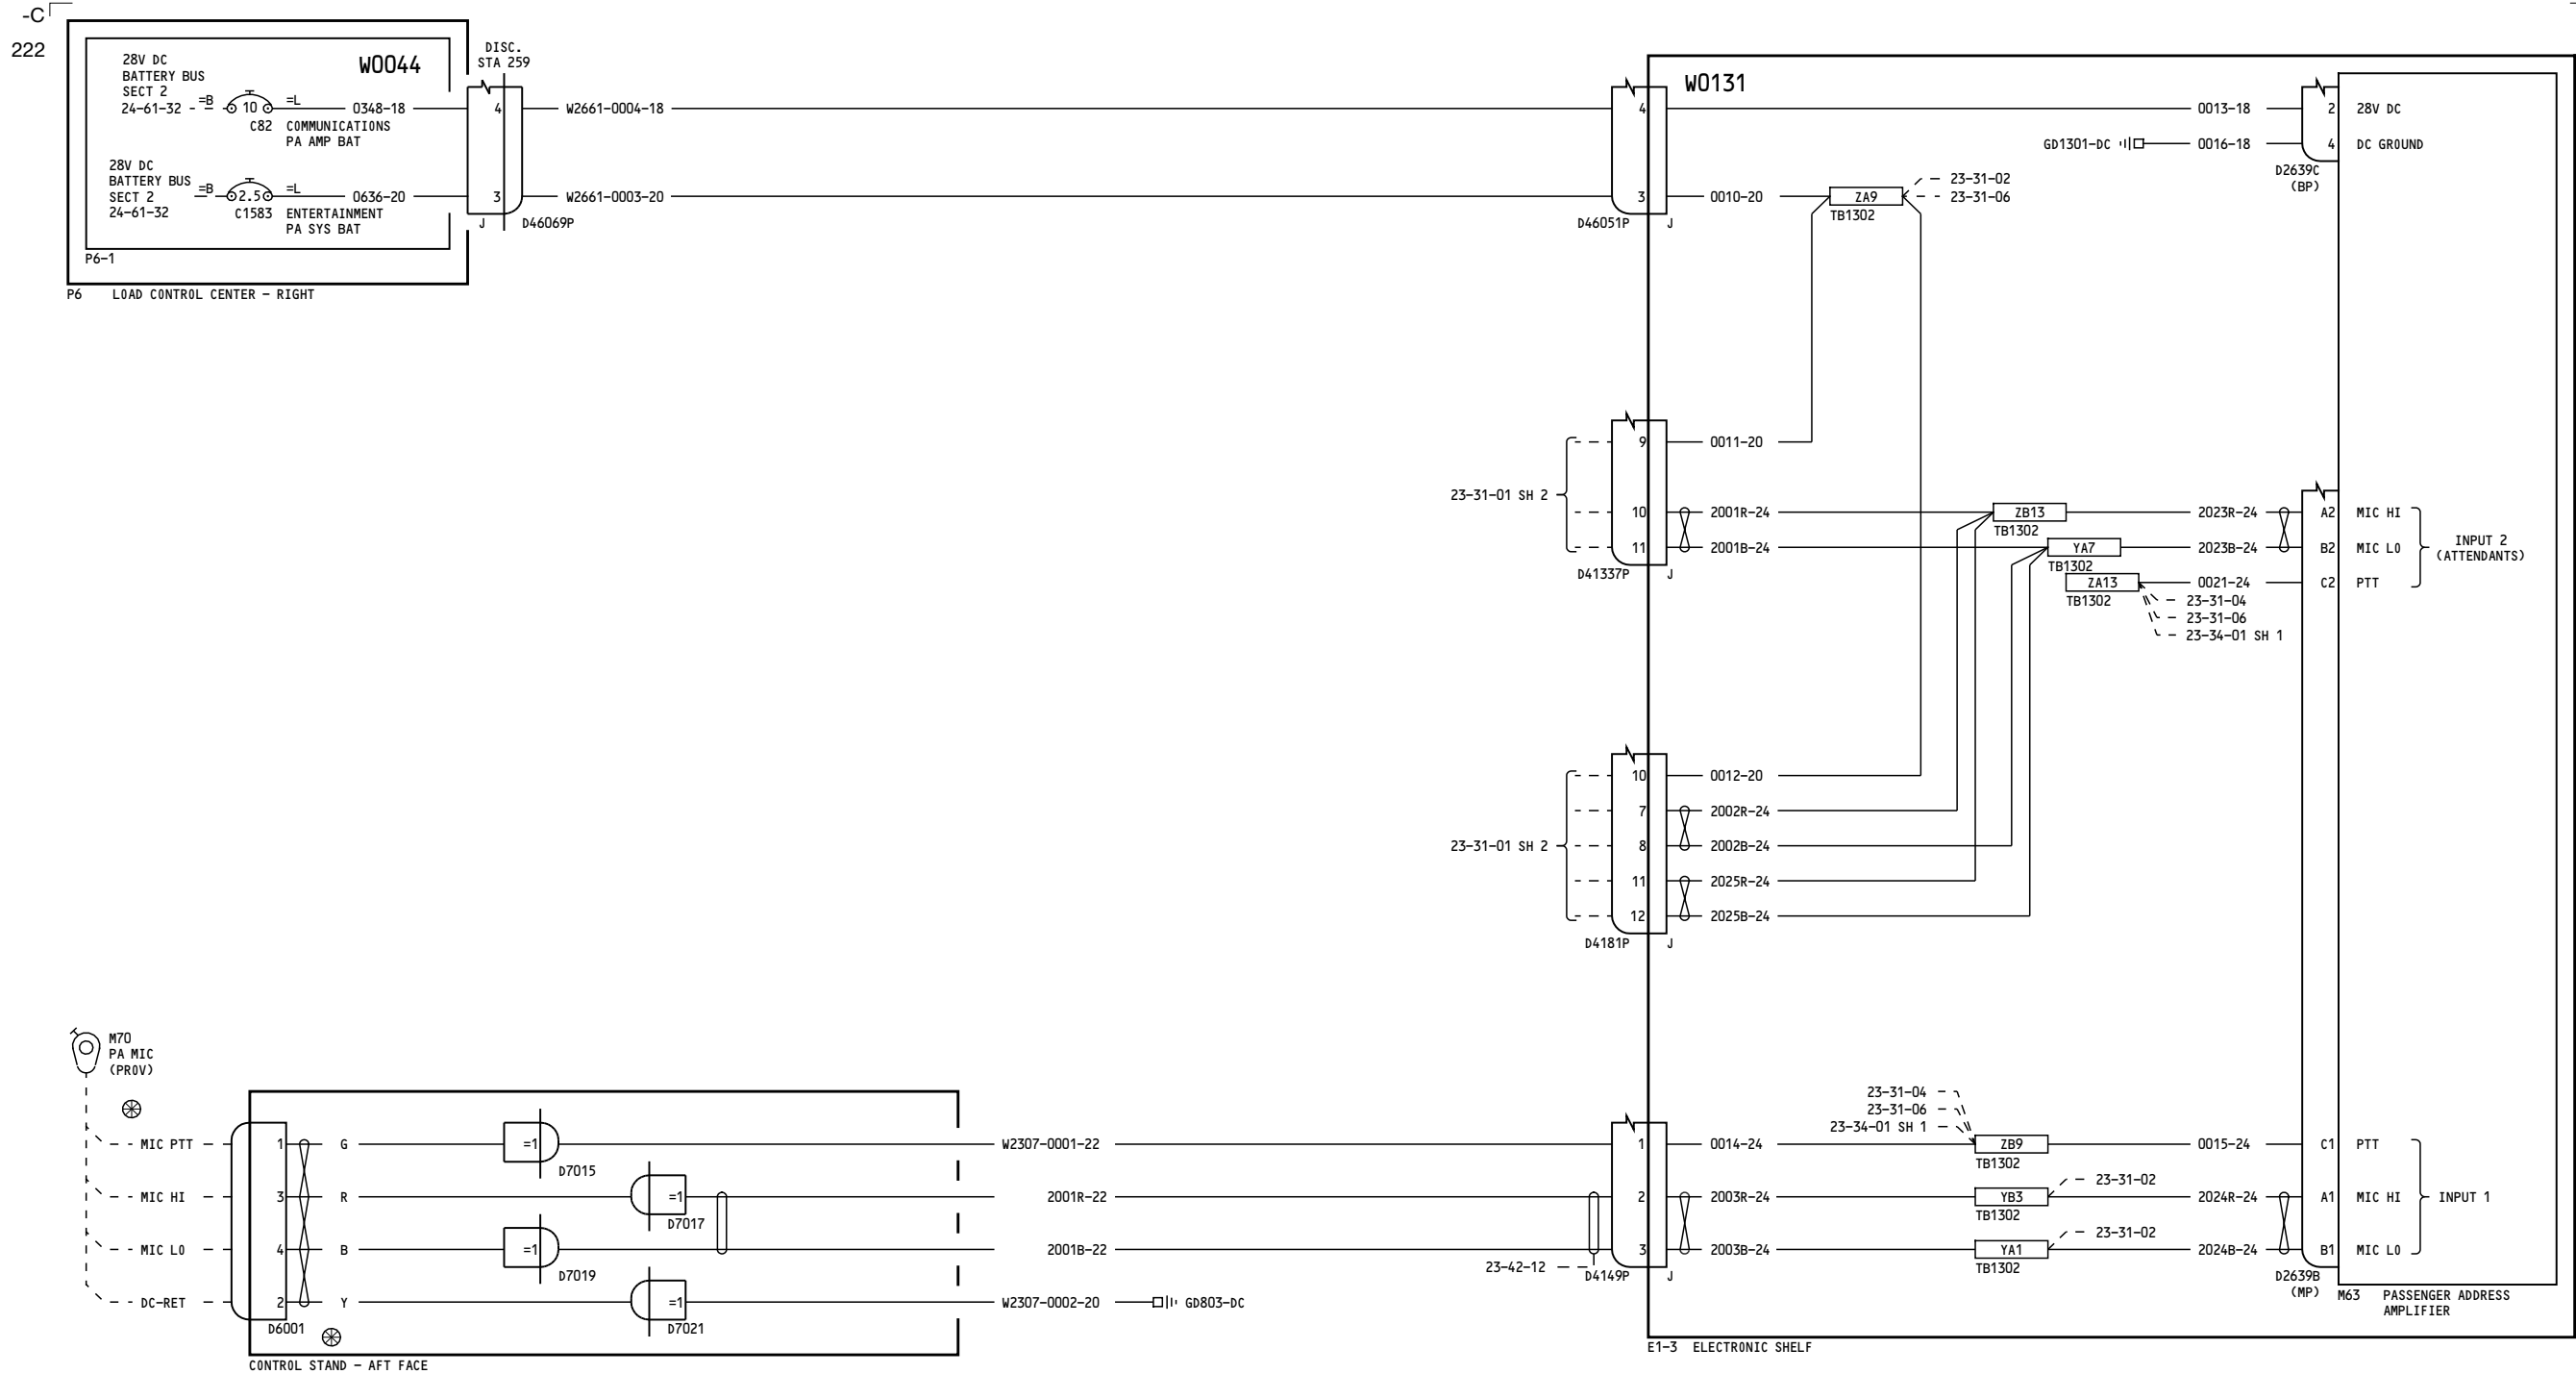 -C
222
28V DC
BATTERY BUS
SECT 2
24-61-32
=B
10
=L
C82
COMMUNICATIONS
PA AMP BAT
0348-18
W0044
28V DC
BATTERY BUS
SECT 2
24-61-32
=B
2.5
=L
C1583
ENTERTAINMENT
PA SYS BAT
0636-20
P6-1
P6 LOAD CONTROL CENTER - RIGHT
DISC.
STA 259
4
3
J
D46069P
W2661-0004-18
W2661-0003-20
4
3
D46051P
J
W0131
0013-18
GD1301-DC
0016-18
0010-20
ZA9
TB1302
23-31-02
23-31-06
2
4
28V DC
DC GROUND
D2639C
(BP)
23-31-01 SH 2
9
10
11
D41337P
J
0011-20
2001R-24
2001B-24
ZB13
TB1302
YA7
TB1302
ZA13
TB1302
2023R-24
2023B-24
0021-24
23-31-04
23-31-06
23-34-01 SH 1
A2
B2
C2
MIC HI
MIC LO
PTT
INPUT 2
(ATTENDANTS)
23-31-01 SH 2
10
7
8
11
12
D4181P
J
0012-20
2002R-24
2002B-24
2025R-24
2025B-24
M70
PA MIC
(PROV)
MIC PTT
MIC HI
MIC LO
DC-RET
1
3
4
2
D6001
G
R
B
Y
=1
D7015
=1
D7017
=1
D7019
=1
D7021
CONTROL STAND - AFT FACE
W2307-0001-22
2001R-22
2001B-22
W2307-0002-20
GD803-DC
23-42-12
1
2
3
D4149P
J
0014-24
2003R-24
2003B-24
23-31-04
23-31-06
23-34-01 SH 1
ZB9
TB1302
YB3
TB1302
23-31-02
YA1
TB1302
23-31-02
0015-24
2024R-24
2024B-24
C1
A1
B1
PTT
MIC HI
MIC LO
INPUT 1
D2639B
(MP)
M63 PASSENGER ADDRESS
AMPLIFIER
E1-3 ELECTRONIC SHELF